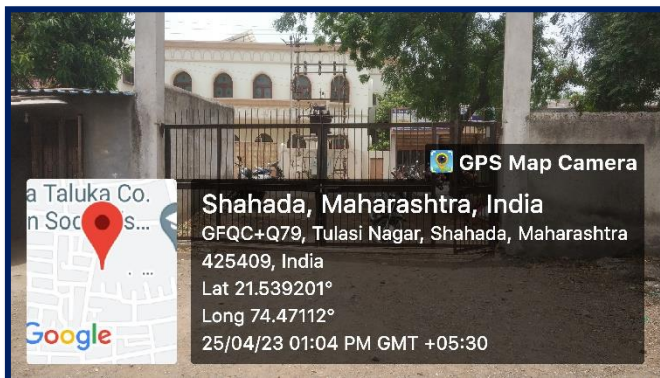 GPS Map Camera
a Taluka Co.
n Soc
s...
Google
Shahada, Maharashtra, India
GFQC+Q79, Tulasi Nagar, Shahada, Maharashtra
425409, India
Lat 21.539201°
Long 74.47112°
25/04/23 01:04 PM GMT +05:30